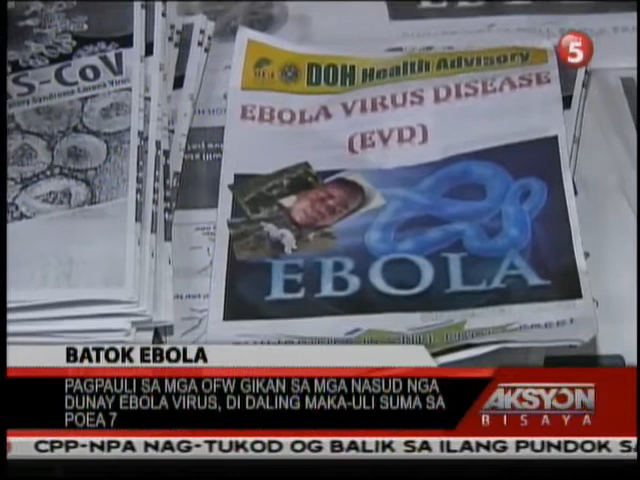 5
DOH Health Advisory
EBOLA VIRUS DISEASE
(EVD)
S-CoV
EBOLA
BATOK EBOLA
PAGPAULI SA MGA OFW GIKAN SA MGA NASUD NGA
DUNAY EBOLA VIRUS, DI DALING MAKA-ULI SUMA SA
POEA 7
AKSYON
BISAYA
CPP-NPA NAG-TUKOD OG BALIK SA ILANG PUNDOK SA